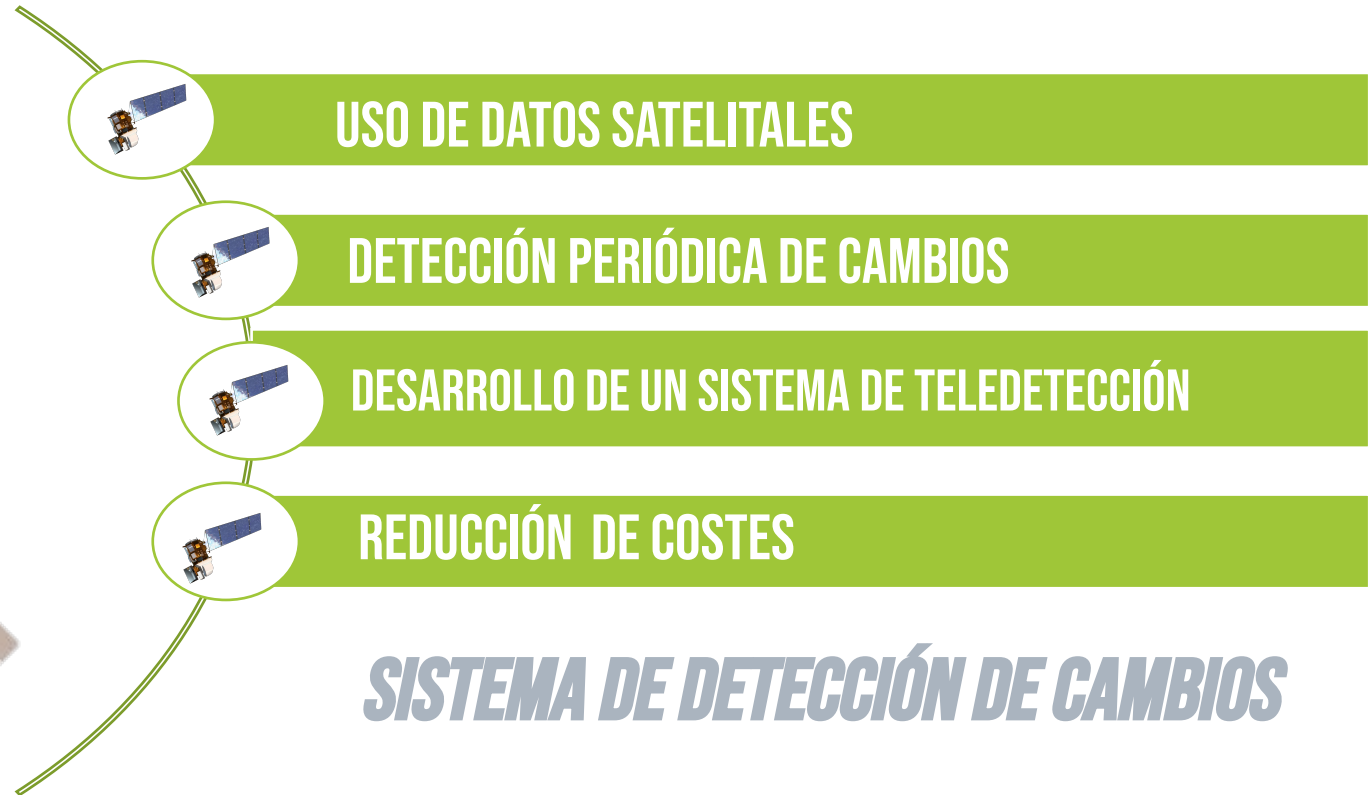 USO DE DATOS SATELITALES
DETECCIÓN PERIÓDICA DE CAMBIOS
DESARROLLO DE UN SISTEMA DE TELEDETECCIÓN
REDUCCIÓN DE COSTES
SISTEMA DE DETECCIÓN DE CAMBIOS